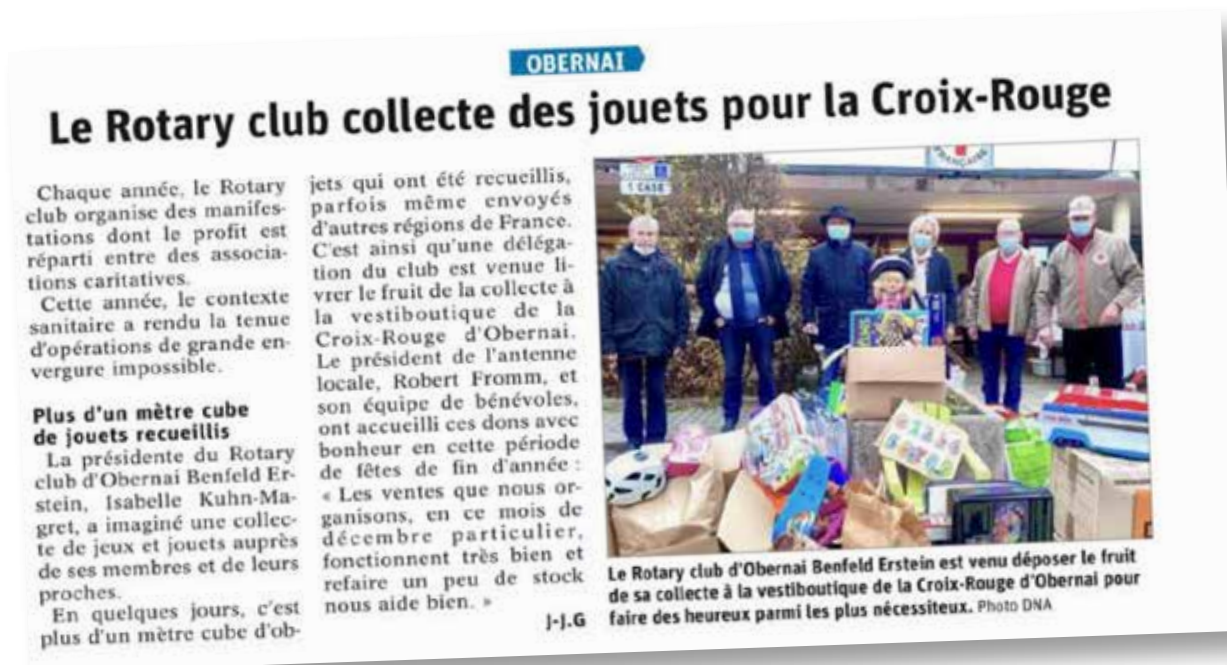 OBERNAI
Le Rotary club collecte des jouets pour la Croix-Rouge
Chaque année, le Rotary
club organise des manifes-
tations dont le profit est
réparti entre des associa-
tions caritatives.
Cette année, le contexte
sanitaire a rendu la tenue
d'opérations de grande en-
vergure impossible.
Plus d'un mètre cube
de jouets recueillis
La présidente du Rotary
club d'Obernai Benfeld Er-
stein, Isabelle Kuhn-Ma-
gret, a imaginé une collec-
te de jeux et jouets auprès
de ses membres et de leurs
proches.
En quelques jours, c'est
plus d'un mètre cube d'ob-
jets qui ont été recueillis,
parfois même envoyés
d'autres régions de France.
C'est ainsi qu'une déléga-
tion du club est venue li-
vrer le fruit de la collecte à
la vestiboutique de la
Croix-Rouge d'Obernai.
Le président de l'antenne
locale, Robert Fromm, et
son équipe de bénévoles,
ont accueilli ces dons avec
bonheur en cette période
de fêtes de fin d'année :
« Les ventes que nous or-
ganisons, en ce mois de
décembre particulier,
fonctionnent très bien et
refaire un peu de stock
nous aide bien. »
J-J.G
FRANÇAISE
1 CASE
Le Rotary club d'Obernai Benfeld Erstein est venu déposer le fruit
de sa collecte à la vestiboutique de la Croix-Rouge d'Obernai pour
faire des heureux parmi les plus nécessiteux. Photo DNA